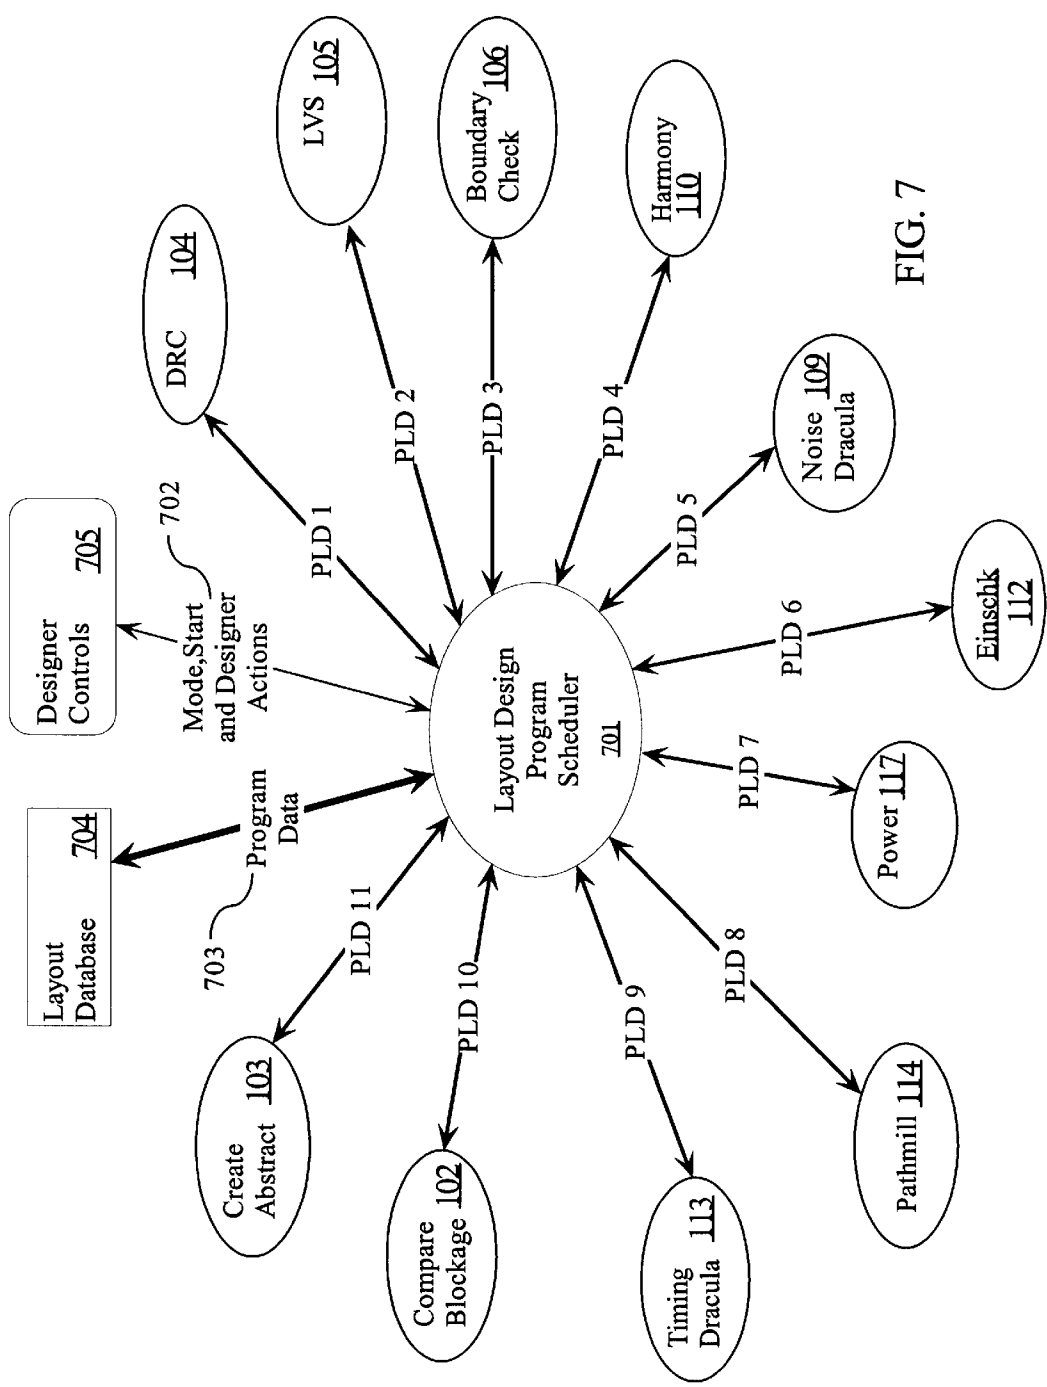 Layout
Database 704
Designer
Controls 705
703
Program
Data
Mode,Start
and Designer
Actions
702
Create
Abstract 103
PLD 11
PLD 1
DRC 104
LVS 105
PLD 2
Compare
Blockage 102
PLD 10
Layout Design
Program
Scheduler
701
PLD 3
Boundary
Check 106
PLD 9
PLD 4
Harmony
110
Timing
Dracula 113
PLD 8
PLD 7
PLD 6
PLD 5
Noise 109
Dracula
Pathmill 114
Power 117
Einschk
112
FIG. 7